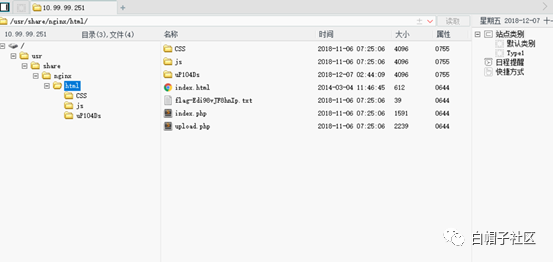 10.99.99.251
/usr/share/nginx/html/
读取
星期五 2018-12-07 十一
10.99.99.251
目录(3),文件(4)
名称 时间 大小 属性
/
usr
share
nginx
html
CSS
js
uP104Ds
CSS 2018-11-06 07:25:06 4096 0755
js 2018-11-06 07:25:06 4096 0755
uP104Ds 2018-12-07 02:44:09 4096 0755
index.html 2014-03-04 11:46:45 612 0644
2018-11-06 07:25:06 39 0644
index.php 2018-11-06 07:25:06 1591 0644
upload.php 2018-11-06 07:25:06 2239 0644
站点类别
默认类别
Type1
日程提醒
快捷方式
白帽子社区